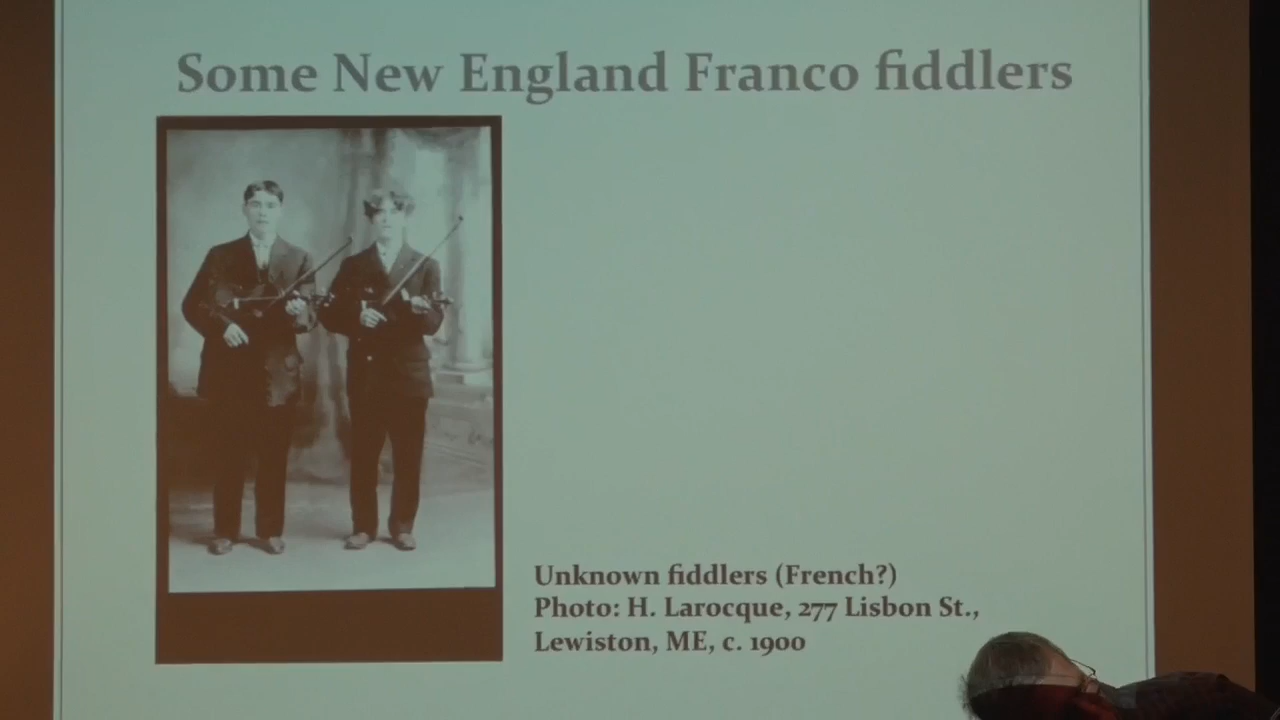 Some New England Franco fiddlers
Unknown fiddlers (French?)
Photo: H. Larocque, 277 Lisbon St.,
Lewiston, ME, c. 1900